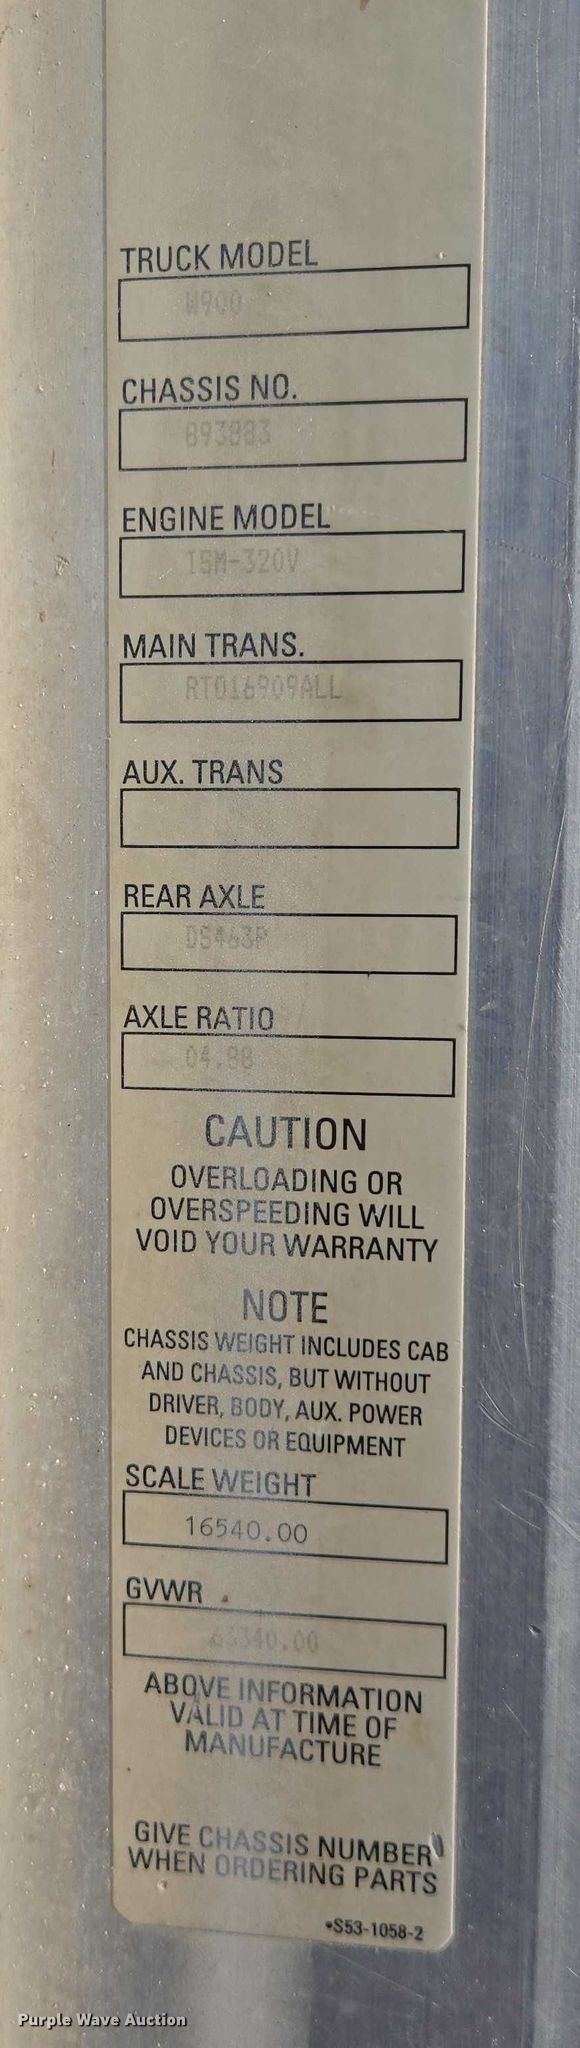 TRUCK MODEL
W900
CHASSIS NO.
893883
ENGINE MODEL
ISM-320V
MAIN TRANS.
RTO16909ALL
AUX. TRANS
REAR AXLE
DS463P
AXLE RATIO
04.88
CAUTION
OVERLOADING OR
OVERSPEEDING WILL
VOID YOUR WARRANTY
NOTE
CHASSIS WEIGHT INCLUDES CAB
AND CHASSIS, BUT WITHOUT
DRIVER, BODY, AUX. POWER
DEVICES OR EQUIPMENT
SCALE WEIGHT
16540.00
GVWR
63340.00
ABOVE INFORMATION
VALID AT TIME OF
MANUFACTURE
GIVE CHASSIS NUMBER
WHEN ORDERING PARTS
•S53-1058-2
Purple Wave Auction